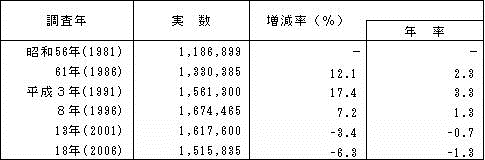 調査年 実 数 増減率（％）
年 率
昭和56年(1981) 1,186,899 － －
61年(1986) 1,330,385 12.1 2.3
平成３年(1991) 1,561,300 17.4 3.3
８年(1996) 1,674,465 7.2 1.3
13年(2001) 1,617,600 -3.4 -0.7
18年(2006) 1,515,835 -6.3 -1.3